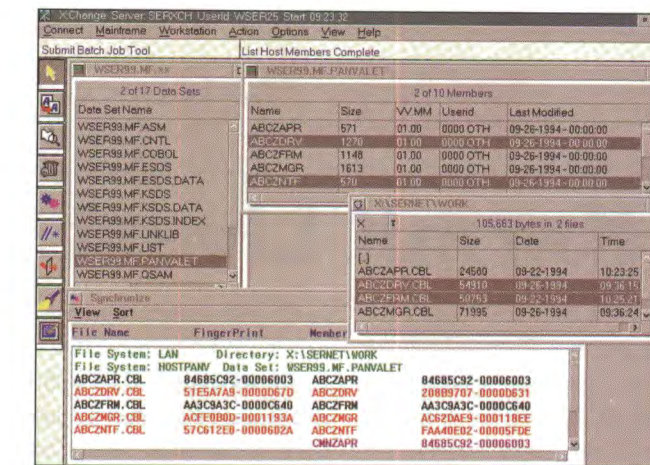 XChange Server: SERXCH Userid WSER25 Start 09:23:32
Connect Mainframe Workstation Action Options View Help
Submit Batch Job Tool List Host Members Complete
WSER99.MF.**
2 of 17 Data Sets
Data Set Name
WSER99.MF.ASM
WSER99.MF.CNTL
WSER99.MF.COBOL
WSER99.MF.ESDS
WSER99.MF.ESDS.DATA
WSER99.MF.KSDS
WSER99.MF.KSDS.DATA
WSER99.MF.KSDS.INDEX
WSER99.MF.LINKLIB
WSER99.MF.LIST
WSER99.MF.PANVALET
WSER99.MF.QSAM
WSER99.MF.PANVALET
2 of 10 Members
Name Size VV.MM Userid Last Modified
ABCZAPR 571 01.00 0000 OTH 09-26-1994 - 00:00:00
ABCZDRV 1270 01.00 0000 OTH 09-26-1994 - 00:00:00
ABCZFRM 1148 01.00 0000 OTH 09-26-1994 - 00:00:00
ABCZMGR 1613 01.00 0000 OTH 09-26-1994 - 00:00:00
ABCZNTF 570 01.00 0000 OTH 09-26-1994 - 00:00:00
X:\SERNET\WORK
X 105,663 bytes in 2 files
Name Size Date Time
[..]
ABCZAPR.CBL 24580 09-22-1994 10:23:25
ABCZDRV.CBL 54910 09-26-1994 09:36:15
ABCZFRM.CBL 50753 09-22-1994 10:25:21
ABCZMGR.CBL 71995 09-26-1994 09:36:24
Synchronize
View Sort
File Name FingerPrint Member
File System: LAN Directory: X:\SERNET\WORK
File System: HOSTPANV Data Set: WSER99.MF.PANVALET
ABCZAPR.CBL 84685C92-00006003 ABCZAPR 84685C92-00006003
ABCZDRV.CBL 51E5A7A9-0000D67D ABCZDRV 208B9707-0000D631
ABCZFRM.CBL AA3C9A3C-0000C640 ABCZFRM AA3C9A3C-0000C640
ABCZMGR.CBL ACFE0B0D-0001193A ABCZMGR AC62DAE9-000118EE
ABCZNTF.CBL 57C612E8-0000602A ABCZNTF FAA40E02-00005FDE
CMNZAPR 84685C92-00006003